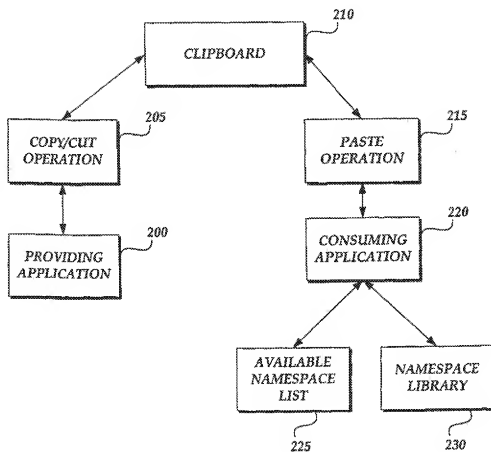 210
CLIPBOARD
205
COPY/CUT
OPERATION
215
PASTE
OPERATION
200
PROVIDING
APPLICATION
220
CONSUMING
APPLICATION
AVAILABLE
NAMESPACE
LIST
225
NAMESPACE
LIBRARY
230